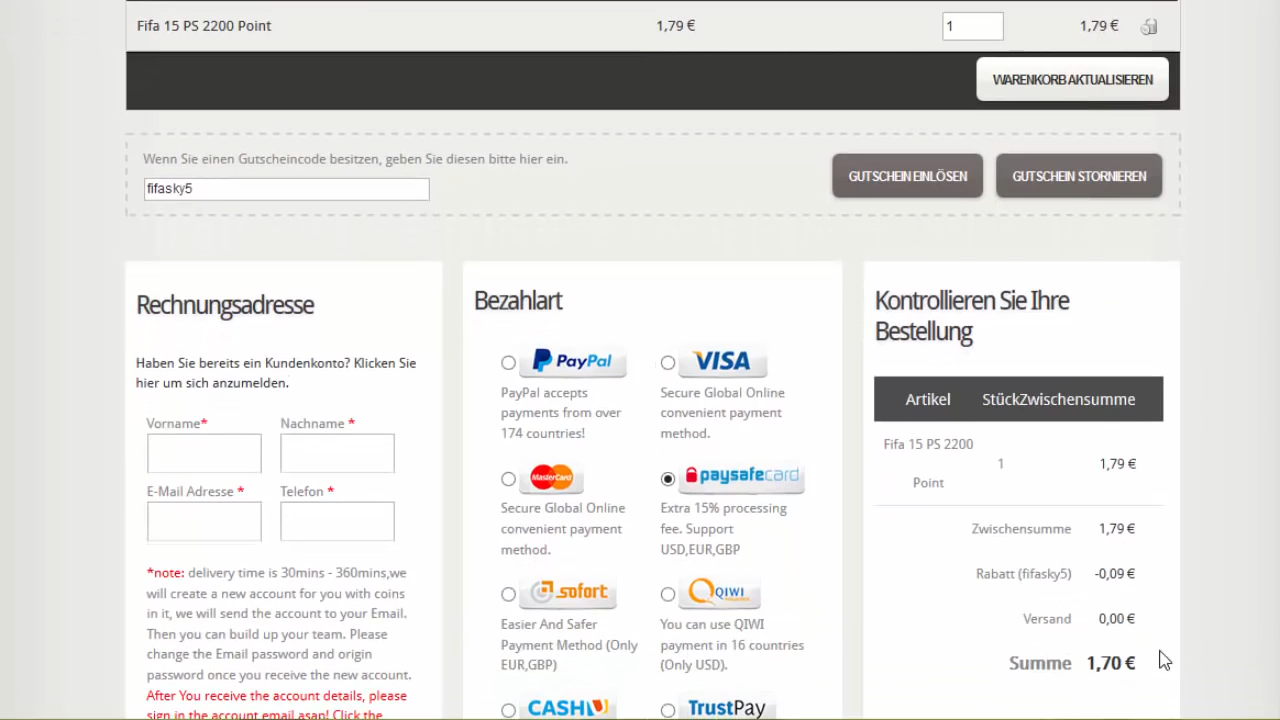 Fifa 15 PS 2200 Point 1,79 € 1 1,79 €
WARENKORB AKTUALISIEREN
Wenn Sie einen Gutscheincode besitzen, geben Sie diesen bitte hier ein.
fifasky5
GUTSCHEIN EINLÖSEN
GUTSCHEIN STORNIEREN
Rechnungsadresse
Haben Sie bereits ein Kundenkonto? Klicken Sie
hier um sich anzumelden.
Vorname* Nachname *
E-Mail Adresse * Telefon *
*note: delivery time is 30mins - 360mins,we
will create a new account for you with coins
in it, we will send the account to your Email.
Then you can build up your team. Please
change the Email password and origin
password once you receive the new account.
After You receive the account details, please
sign in the account email asap! Click the
Bezahlart
PayPal
PayPal accepts
payments from over
174 countries!
VISA
Secure Global Online
convenient payment
method.
MasterCard
Secure Global Online
convenient payment
method.
paysafecard
Extra 15% processing
fee. Support
USD,EUR,GBP
sofort
Easier And Safer
Payment Method (Only
EUR,GBP)
QIWI
You can use QIWI
payment in 16 countries
(Only USD).
CASHU
TrustPay
Kontrollieren Sie Ihre
Bestellung
Artikel StückZwischensumme
Fifa 15 PS 2200
1 1,79 €
Point
Zwischensumme 1,79 €
Rabatt (fifasky5) -0,09 €
Versand 0,00 €
Summe 1,70 €